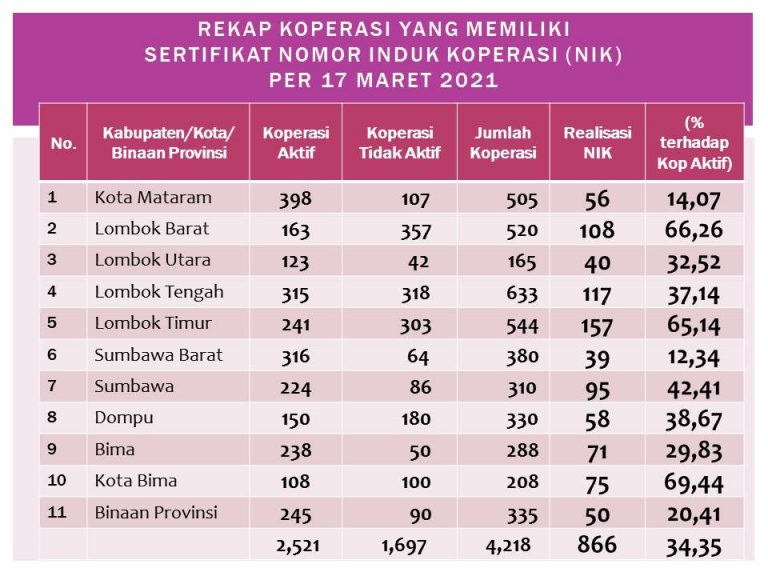 REKAP KOPERASI YANG MEMILIKI
SERTIFIKAT NOMOR INDUK KOPERASI (NIK)
PER 17 MARET 2021
No. Kabupaten/Kota/ Binaan Provinsi Koperasi Aktif Koperasi Tidak Aktif Jumlah Koperasi Realisasi NIK (% terhadap Kop Aktif)
1 Kota Mataram 398 107 505 56 14,07
2 Lombok Barat 163 357 520 108 66,26
3 Lombok Utara 123 42 165 40 32,52
4 Lombok Tengah 315 318 633 117 37,14
5 Lombok Timur 241 303 544 157 65,14
6 Sumbawa Barat 316 64 380 39 12,34
7 Sumbawa 224 86 310 95 42,41
8 Dompu 150 180 330 58 38,67
9 Bima 238 50 288 71 29,83
10 Kota Bima 108 100 208 75 69,44
11 Binaan Provinsi 245 90 335 50 20,41
2,521 1,697 4,218 866 34,35